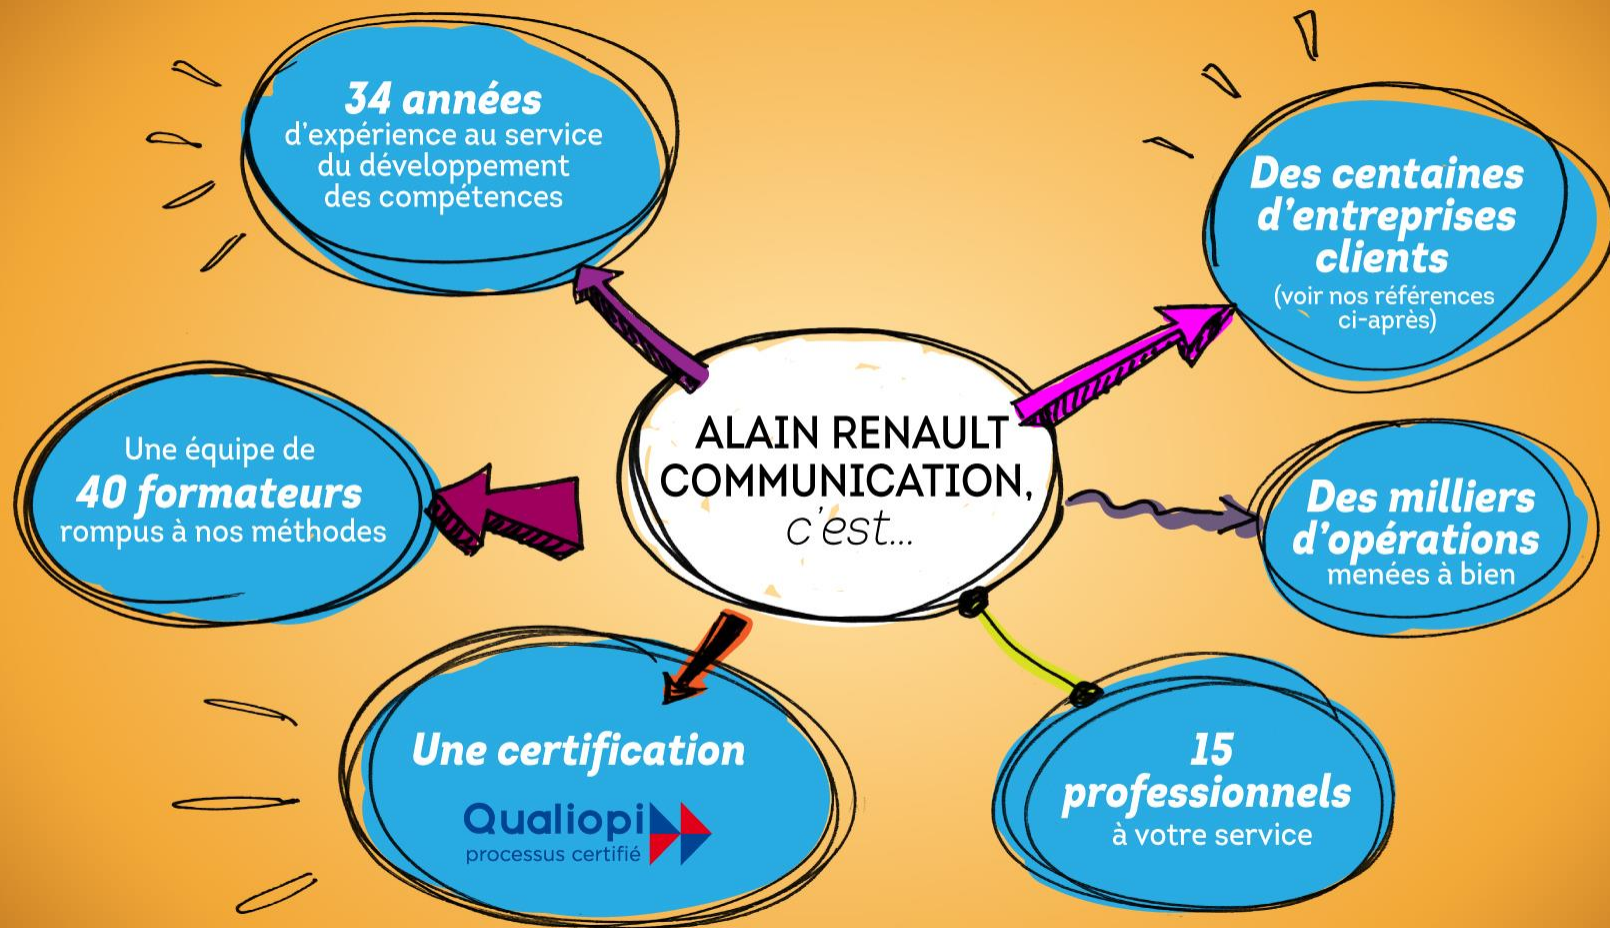 34 années
d'expérience au service
du développement
des compétences
Des centaines
d'entreprises
clients
(voir nos références
ci-après)
ALAIN RENAULT
COMMUNICATION,
c'est...
Une équipe de
40 formateurs
rompus à nos méthodes
Des milliers
d'opérations
menées à bien
Une certification
Qualiopi
processus certifié
15
professionnels
à votre service